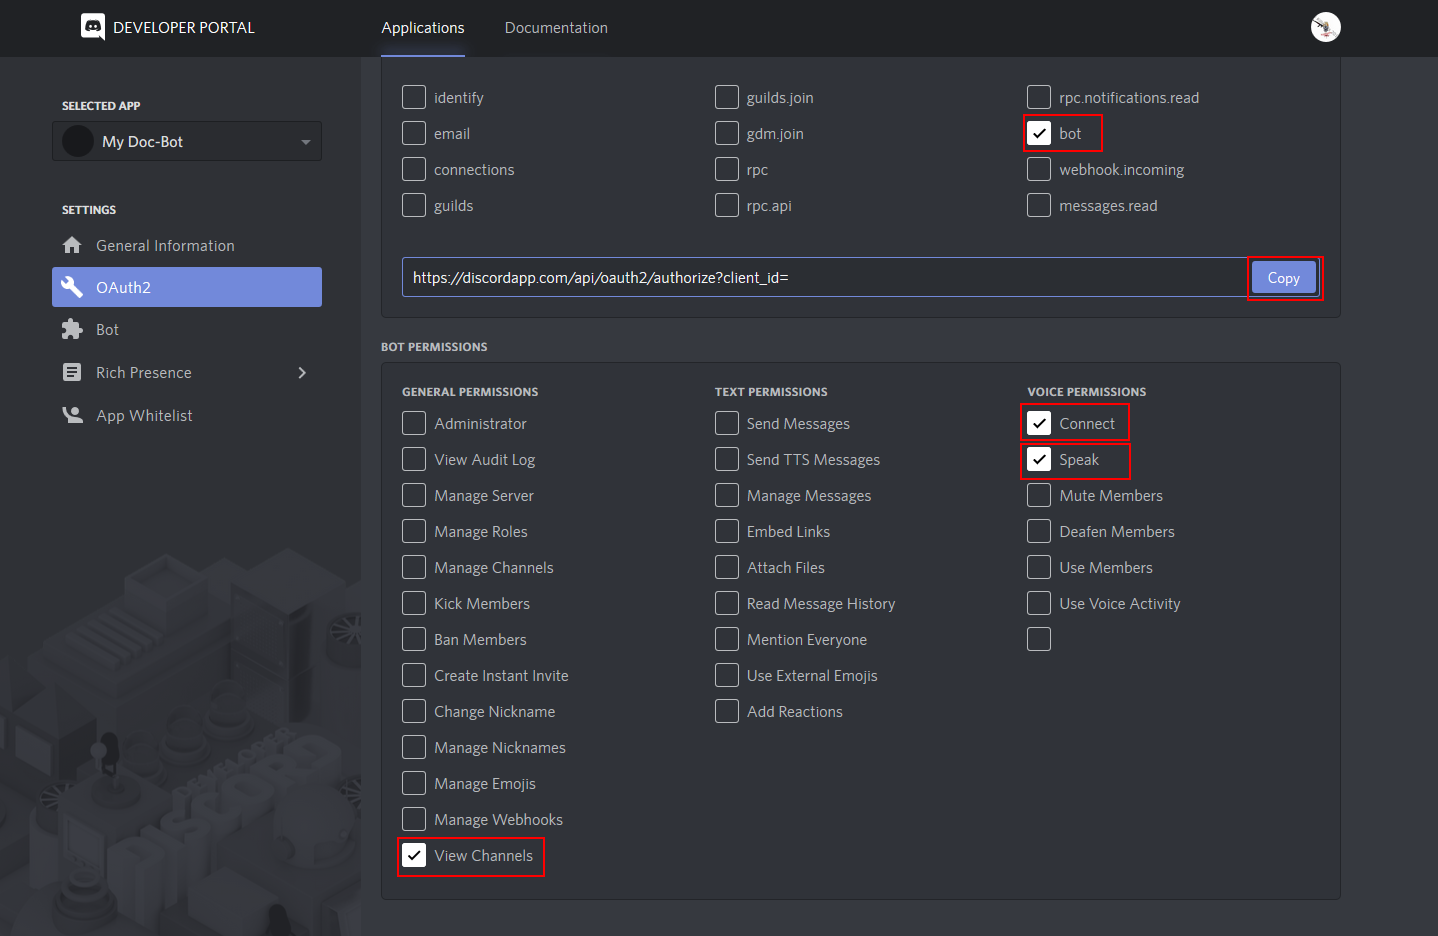 DEVELOPER PORTAL
Applications
Documentation
SELECTED APP
My Doc-Bot
SETTINGS
General Information
OAuth2
Bot
Rich Presence
App Whitelist
identify
guilds.join
rpc.notifications.read
email
gdm.join
bot
connections
rpc
webhook.incoming
guilds
rpc.api
messages.read
https://discordapp.com/api/oauth2/authorize?client_id=
Copy
BOT PERMISSIONS
GENERAL PERMISSIONS
Administrator
View Audit Log
Manage Server
Manage Roles
Manage Channels
Kick Members
Ban Members
Create Instant Invite
Change Nickname
Manage Nicknames
Manage Emojis
Manage Webhooks
View Channels
TEXT PERMISSIONS
Send Messages
Send TTS Messages
Manage Messages
Embed Links
Attach Files
Read Message History
Mention Everyone
Use External Emojis
Add Reactions
VOICE PERMISSIONS
Connect
Speak
Mute Members
Deafen Members
Use Members
Use Voice Activity